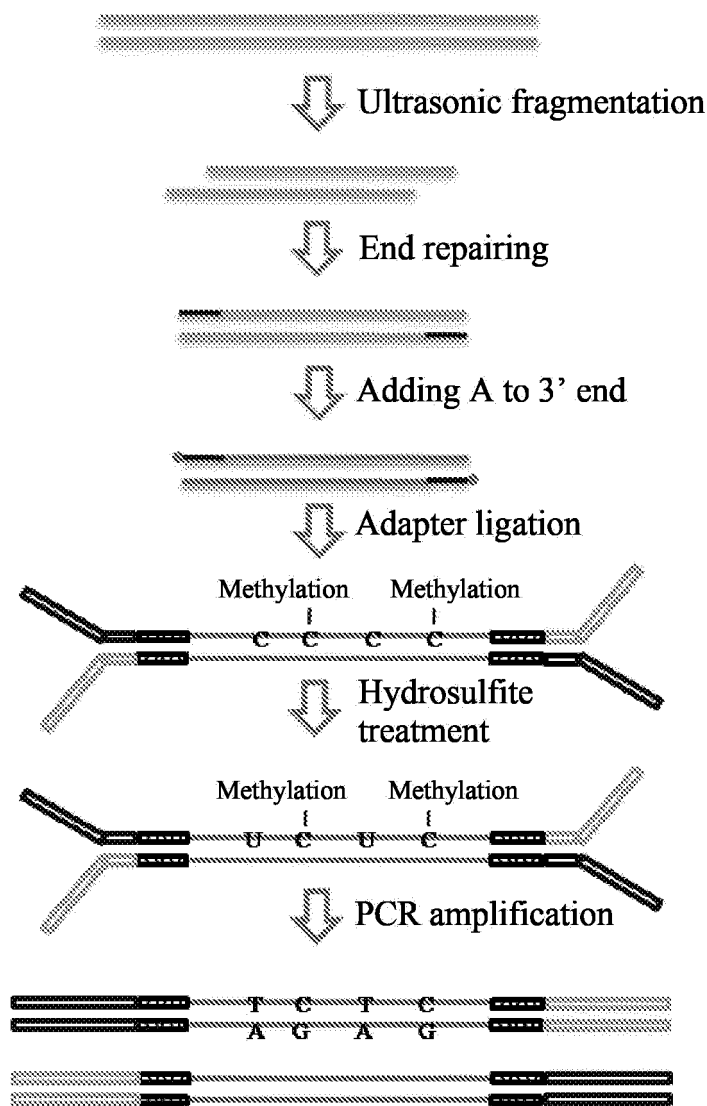 Ultrasonic fragmentation
End repairing
Adding A to 3' end
Adapter ligation
Methylation Methylation
C C C C
Hydrosulfite
treatment
Methylation Methylation
U C U C
PCR amplification
T C T C
A G A G